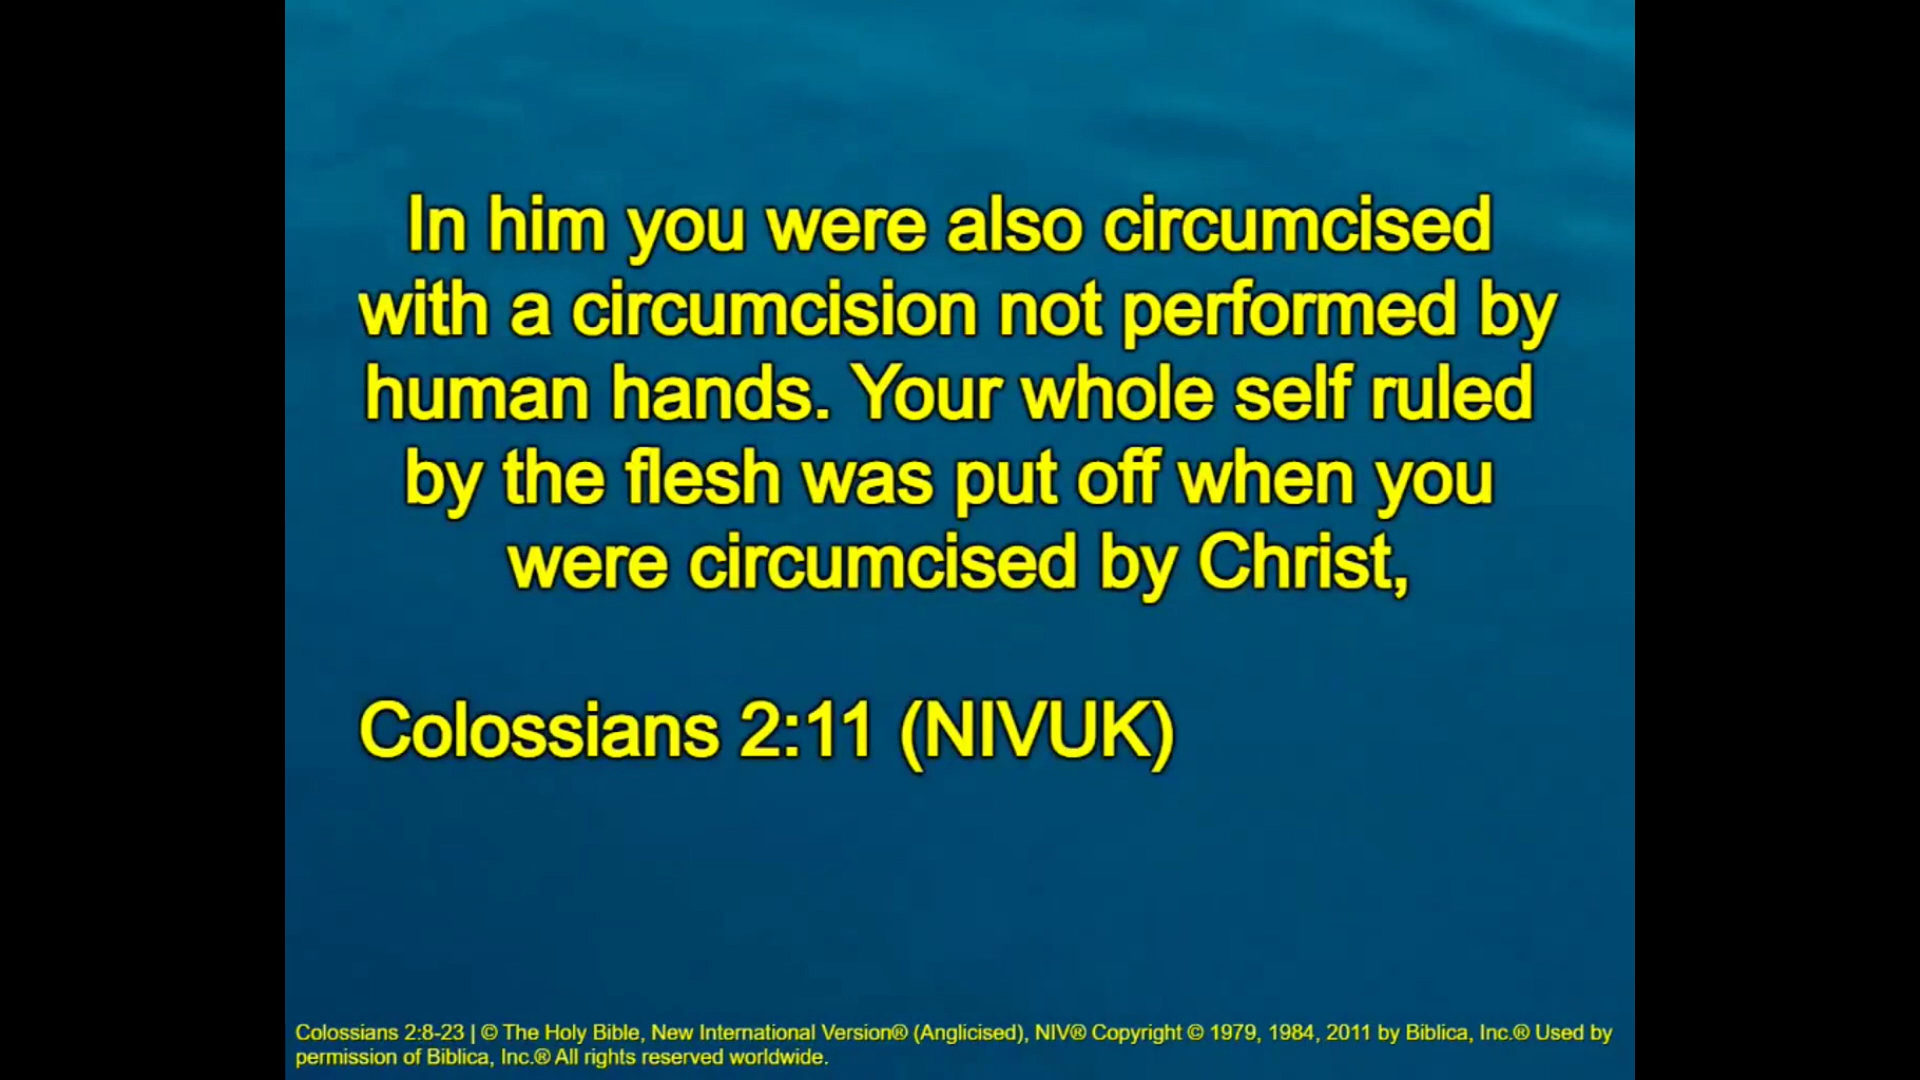 In him you were also circumcised
with a circumcision not performed by
human hands. Your whole self ruled
by the flesh was put off when you
were circumcised by Christ,
Colossians 2:11 (NIVUK)
Colossians 2:8-23 | © The Holy Bible, New International Version® (Anglicised), NIV® Copyright © 1979, 1984, 2011 by Biblica, Inc.® Used by
permission of Biblica, Inc.® All rights reserved worldwide.